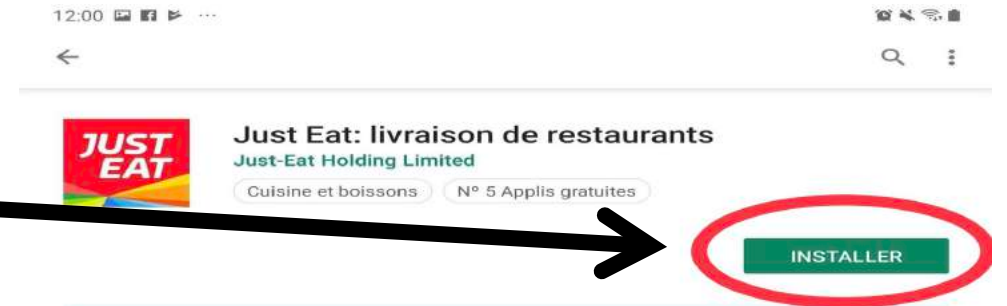 12:00
JUST
EAT
Just Eat: livraison de restaurants
Just-Eat Holding Limited
Cuisine et boissons N° 5 Applis gratuites
INSTALLER